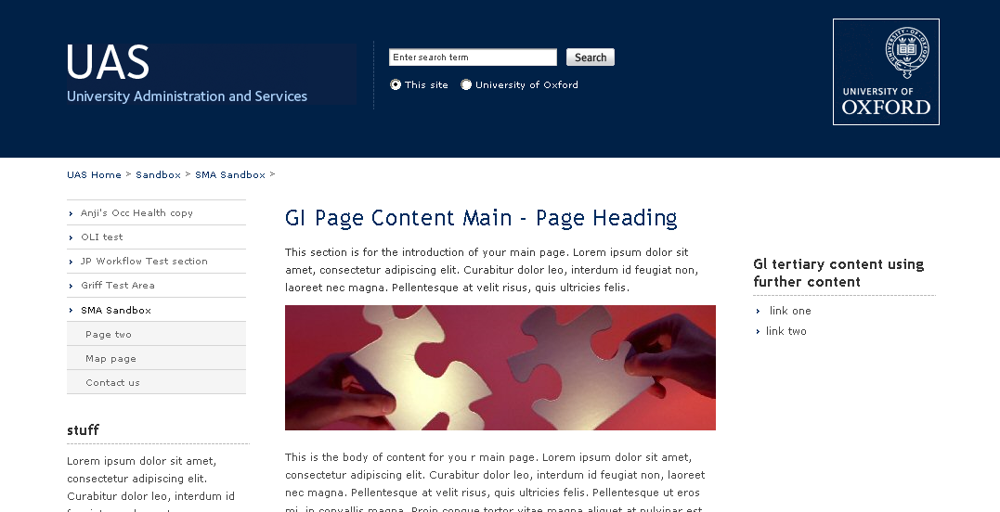 UAS
University Administration and Services
Enter search term
Search
This site
University of Oxford
UNIVERSITY OF OXFORD
UNIVERSITY OF
OXFORD
UAS Home > Sandbox > SMA Sandbox >
Anji's Occ Health copy
OLI test
JP Workflow Test section
Griff Test Area
SMA Sandbox
Page two
Map page
Contact us
stuff
Lorem ipsum dolor sit amet,
consectetur adipiscing elit.
Curabitur dolor leo, interdum id
GI Page Content Main - Page Heading
This section is for the introduction of your main page. Lorem ipsum dolor sit
amet, consectetur adipiscing elit. Curabitur dolor leo, interdum id feugiat non,
laoreet nec magna. Pellentesque at velit risus, quis ultricies felis.
This is the body of content for you r main page. Lorem ipsum dolor sit amet,
consectetur adipiscing elit. Curabitur dolor leo, interdum id feugiat non, laoreet
nec magna. Pellentesque at velit risus, quis ultricies felis. Pellentesque ut eros
mi, in convallis magna. Proin congue tortor vitae magna aliquet at pulvinar est
Gl tertiary content using
further content
link one
link two